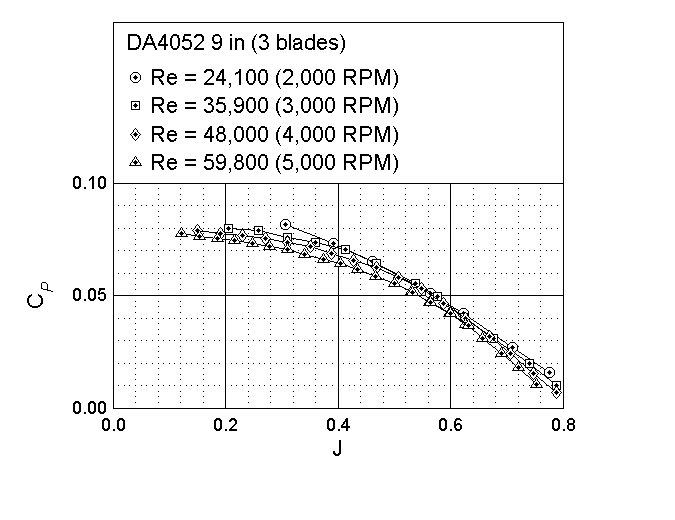 DA4052 9 in (3 blades)
Re = 24,100 (2,000 RPM)
Re = 35,900 (3,000 RPM)
Re = 48,000 (4,000 RPM)
Re = 59,800 (5,000 RPM)
0.10
0.05
0.00
C_P
0.0 0.2 0.4 0.6 0.8
J